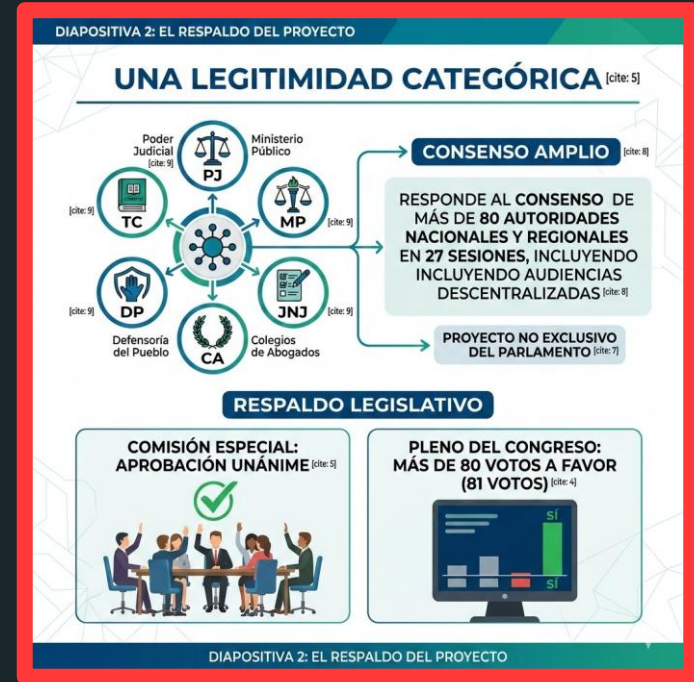 DIAPOSITIVA 2: EL RESPALDO DEL PROYECTO
UNA LEGITIMIDAD CATEGÓRICA [cite: 5]
Poder
Judicial
[cite: 9]
PJ
Ministerio
Público
[cite: 9]
TC
MP
[cite: 9]
[cite: 9]
DP
Defensoría
del Pueblo
CA
Colegios
de Abogados
JNJ
[cite: 9]
CONSENSO AMPLIO [cite: 8]
RESPONDE AL CONSENSO DE
MÁS DE 80 AUTORIDADES
NACIONALES Y REGIONALES
EN 27 SESIONES, INCLUYENDO
INCLUYENDO AUDIENCIAS
DESCENTRALIZADAS [cite: 8]
PROYECTO NO EXCLUSIVO
DEL PARLAMENTO [cite: 7]
RESPALDO LEGISLATIVO
COMISIÓN ESPECIAL:
APROBACIÓN UNÁNIME [cite: 5]
PLENO DEL CONGRESO:
MÁS DE 80 VOTOS A FAVOR
(81 VOTOS) [cite: 4]
SÍ
SÍ
DIAPOSITIVA 2: EL RESPALDO DEL PROYECTO